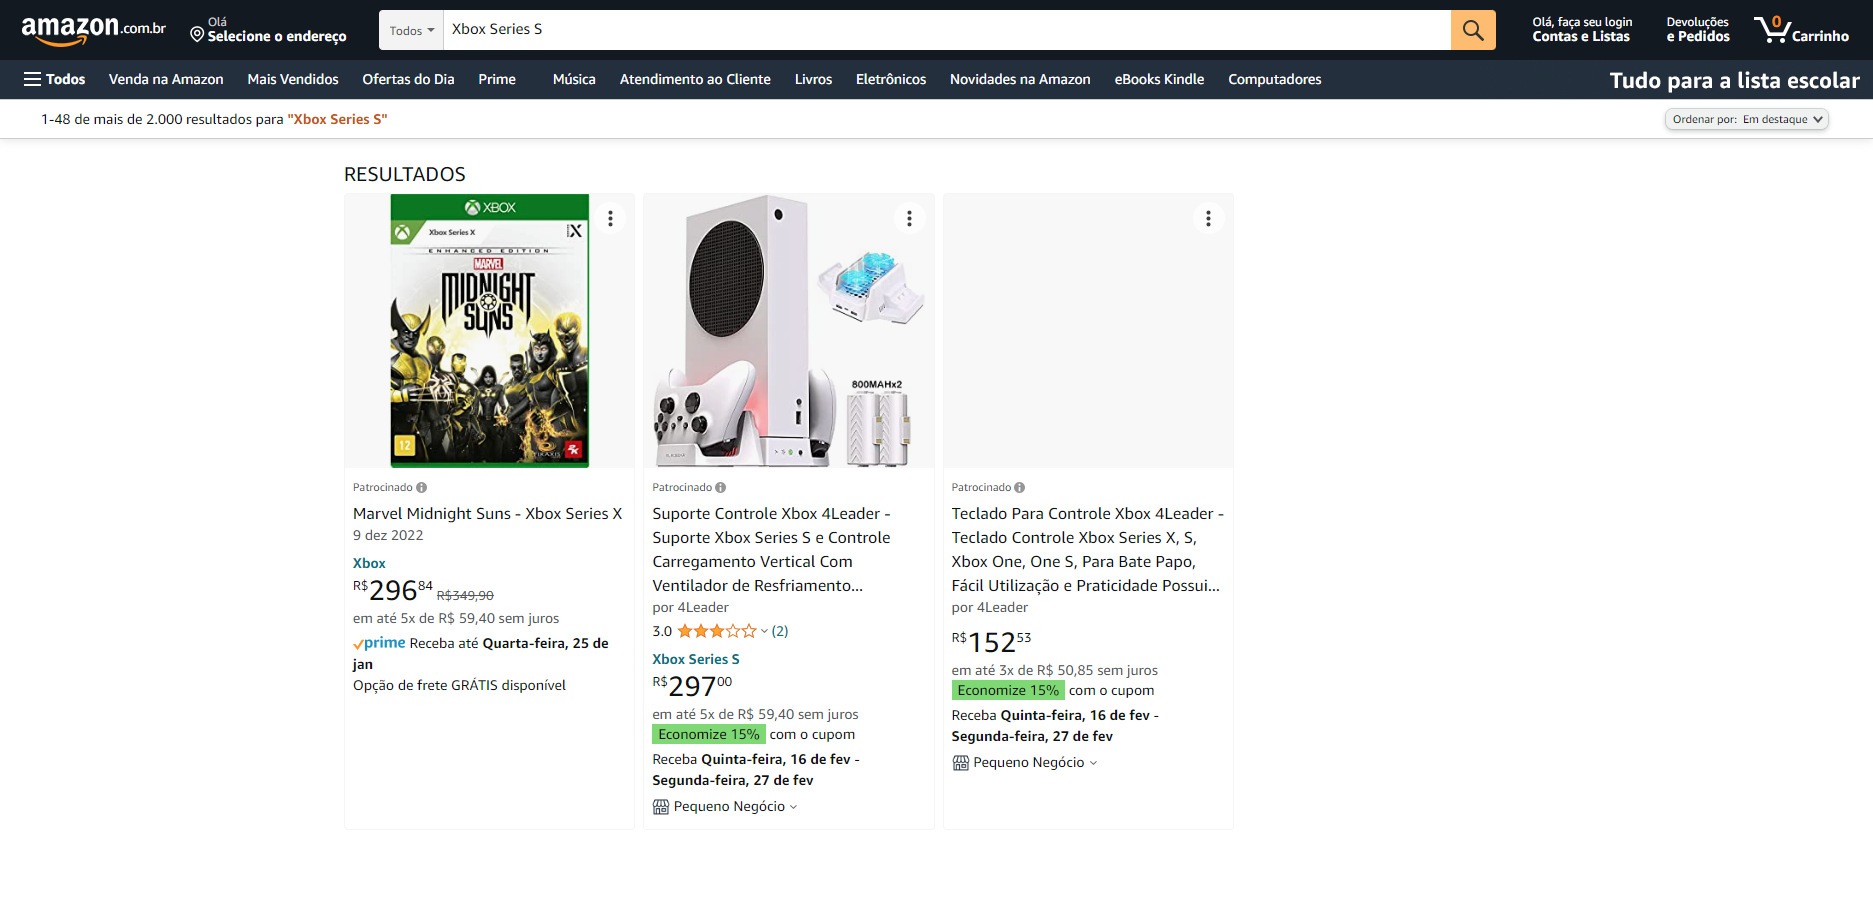 amazon.com.br
Olá
Selecione o endereço
Todos
Xbox Series S
Olá, faça seu login
Contas e Listas
Devoluções
e Pedidos
0
Carrinho
Todos
Venda na Amazon
Mais Vendidos
Ofertas do Dia
Prime
Música
Atendimento ao Cliente
Livros
Eletrônicos
Novidades na Amazon
eBooks Kindle
Computadores
Tudo para a lista escolar
1-48 de mais de 2.000 resultados para "Xbox Series S"
Ordenar por: Em destaque
RESULTADOS
XBOX
Xbox Series X
X
ENHANCED EDITION
MARVEL
MIDNIGHT
SUNS
12
FIRAXIS
2K
Patrocinado
Marvel Midnight Suns - Xbox Series X
9 dez 2022
Xbox
R$29684 R$349,90
em até 5x de R$ 59,40 sem juros
prime Receba até Quarta-feira, 25 de
jan
Opção de frete GRÁTIS disponível
800MAHx2
Patrocinado
Suporte Controle Xbox 4Leader -
Suporte Xbox Series S e Controle
Carregamento Vertical Com
Ventilador de Resfriamento...
por 4Leader
3.0 (2)
Xbox Series S
R$29700
em até 5x de R$ 59,40 sem juros
Economize 15% com o cupom
Receba Quinta-feira, 16 de fev -
Segunda-feira, 27 de fev
Pequeno Negócio
Patrocinado
Teclado Para Controle Xbox 4Leader -
Teclado Controle Xbox Series X, S,
Xbox One, One S, Para Bate Papo,
Fácil Utilização e Praticidade Possui...
por 4Leader
R$15253
em até 3x de R$ 50,85 sem juros
Economize 15% com o cupom
Receba Quinta-feira, 16 de fev -
Segunda-feira, 27 de fev
Pequeno Negócio